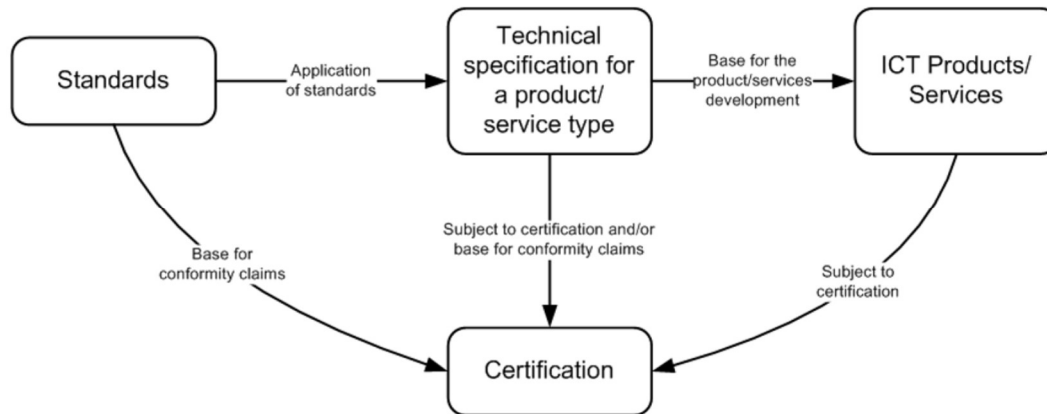 Standards
Application
of standards
Technical
specification for
a product/
service type
Base for the
product/services
development
ICT Products/
Services
Base for
conformity claims
Subject to certification and/or
base for conformity claims
Subject to
certification
Certification